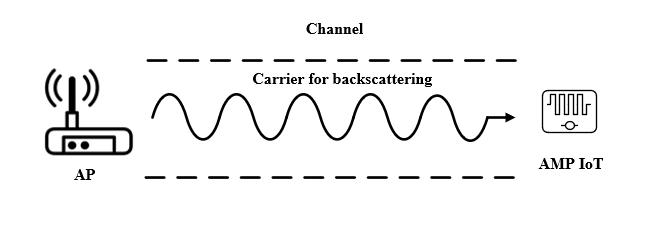 Channel
Carrier for backscattering
AP
AMP IoT